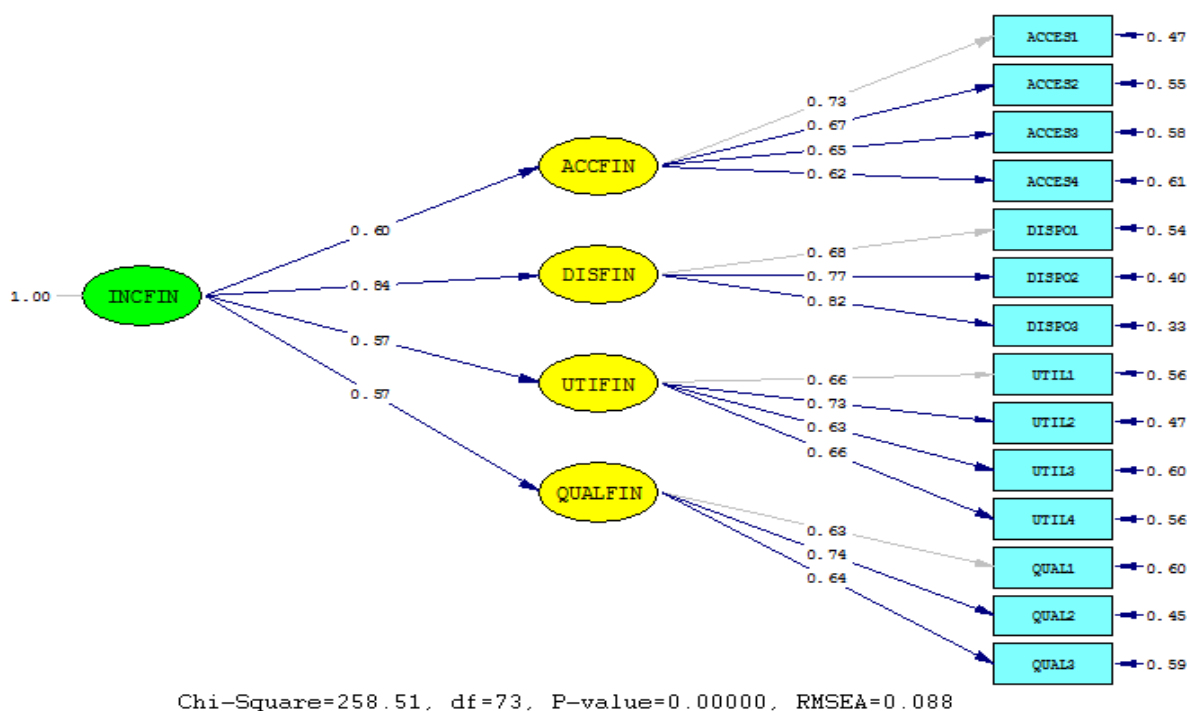 ACCES1 0.47
0.73
ACCES2 0.55
0.67
ACCES3 0.58
0.65
ACCFIN
0.62
ACCES4 0.61
0.60
DISPO1 0.54
0.68
DISFIN
0.77
DISPO2 0.40
0.84
1.00 INCFIN
0.82
DISPO3 0.33
0.57
UTIL1 0.56
0.66
UTIFIN
0.73
0.57
0.63
UTIL2 0.47
0.66
UTIL3 0.60
QUALFIN
UTIL4 0.56
0.63
0.74
QUAL1 0.60
0.64
QUAL2 0.45
QUAL3 0.59
Chi-Square=258.51, df=73, P-value=0.00000, RMSEA=0.088